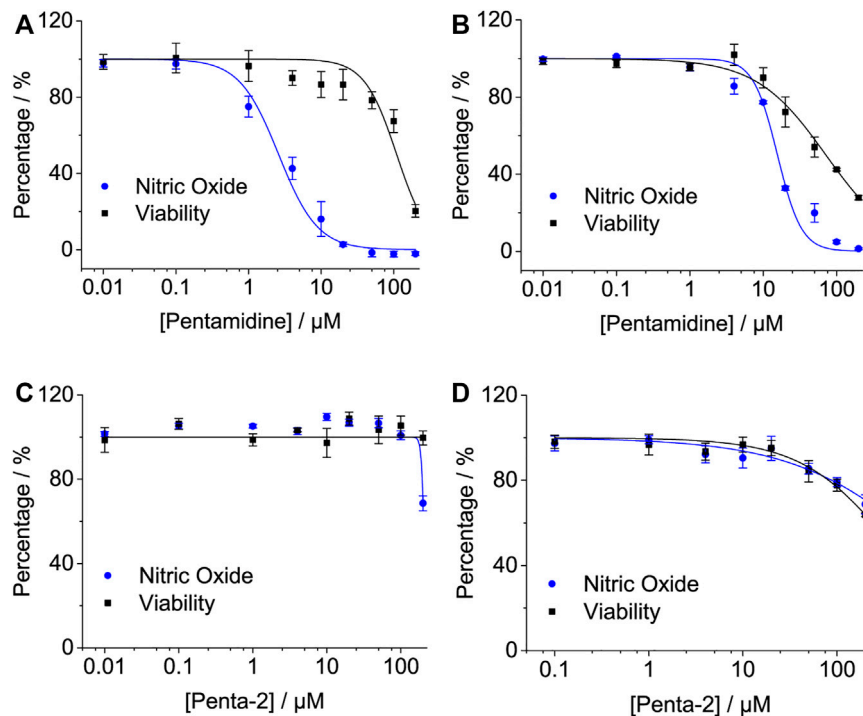 A
120
80
40
0
Percentage / %
Nitric Oxide
Viability
0.01 0.1 1 10 100
[Pentamidine] / µM
B
120
80
40
0
Percentage / %
Nitric Oxide
Viability
0.01 0.1 1 10 100
[Pentamidine] / µM
C
120
80
40
0
Percentage / %
Nitric Oxide
Viability
0.01 0.1 1 10 100
[Penta-2] / µM
D
120
80
40
0
Percentage / %
Nitric Oxide
Viability
0.1 1 10 100
[Penta-2] / µM